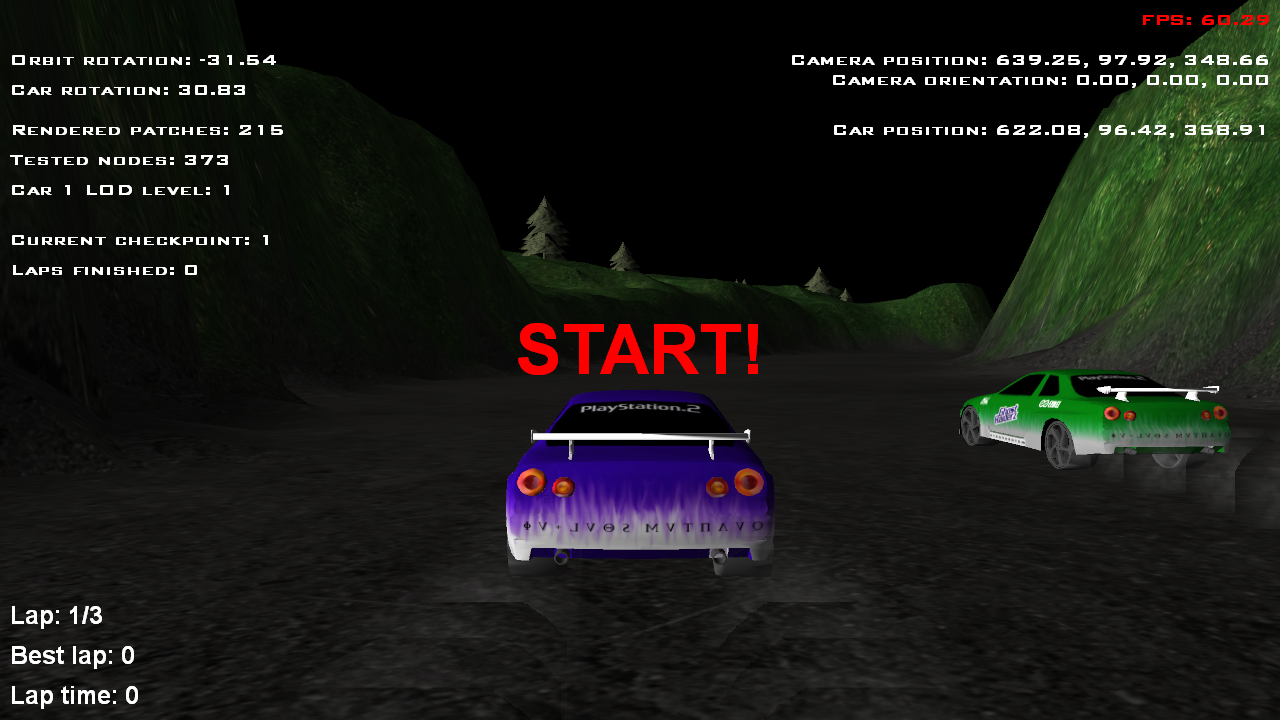 FPS: 60.29
Orbit rotation: -31.54
Car rotation: 30.83
Rendered patches: 215
Tested nodes: 373
Car 1 LOD level: 1
Current checkpoint: 1
Laps finished: 0
Camera position: 639.25, 97.92, 348.66
Camera orientation: 0.00, 0.00, 0.00
Car position: 622.08, 96.42, 358.91
START!
PlayStation.2
PlayStation.2
Lap: 1/3
Best lap: 0
Lap time: 0